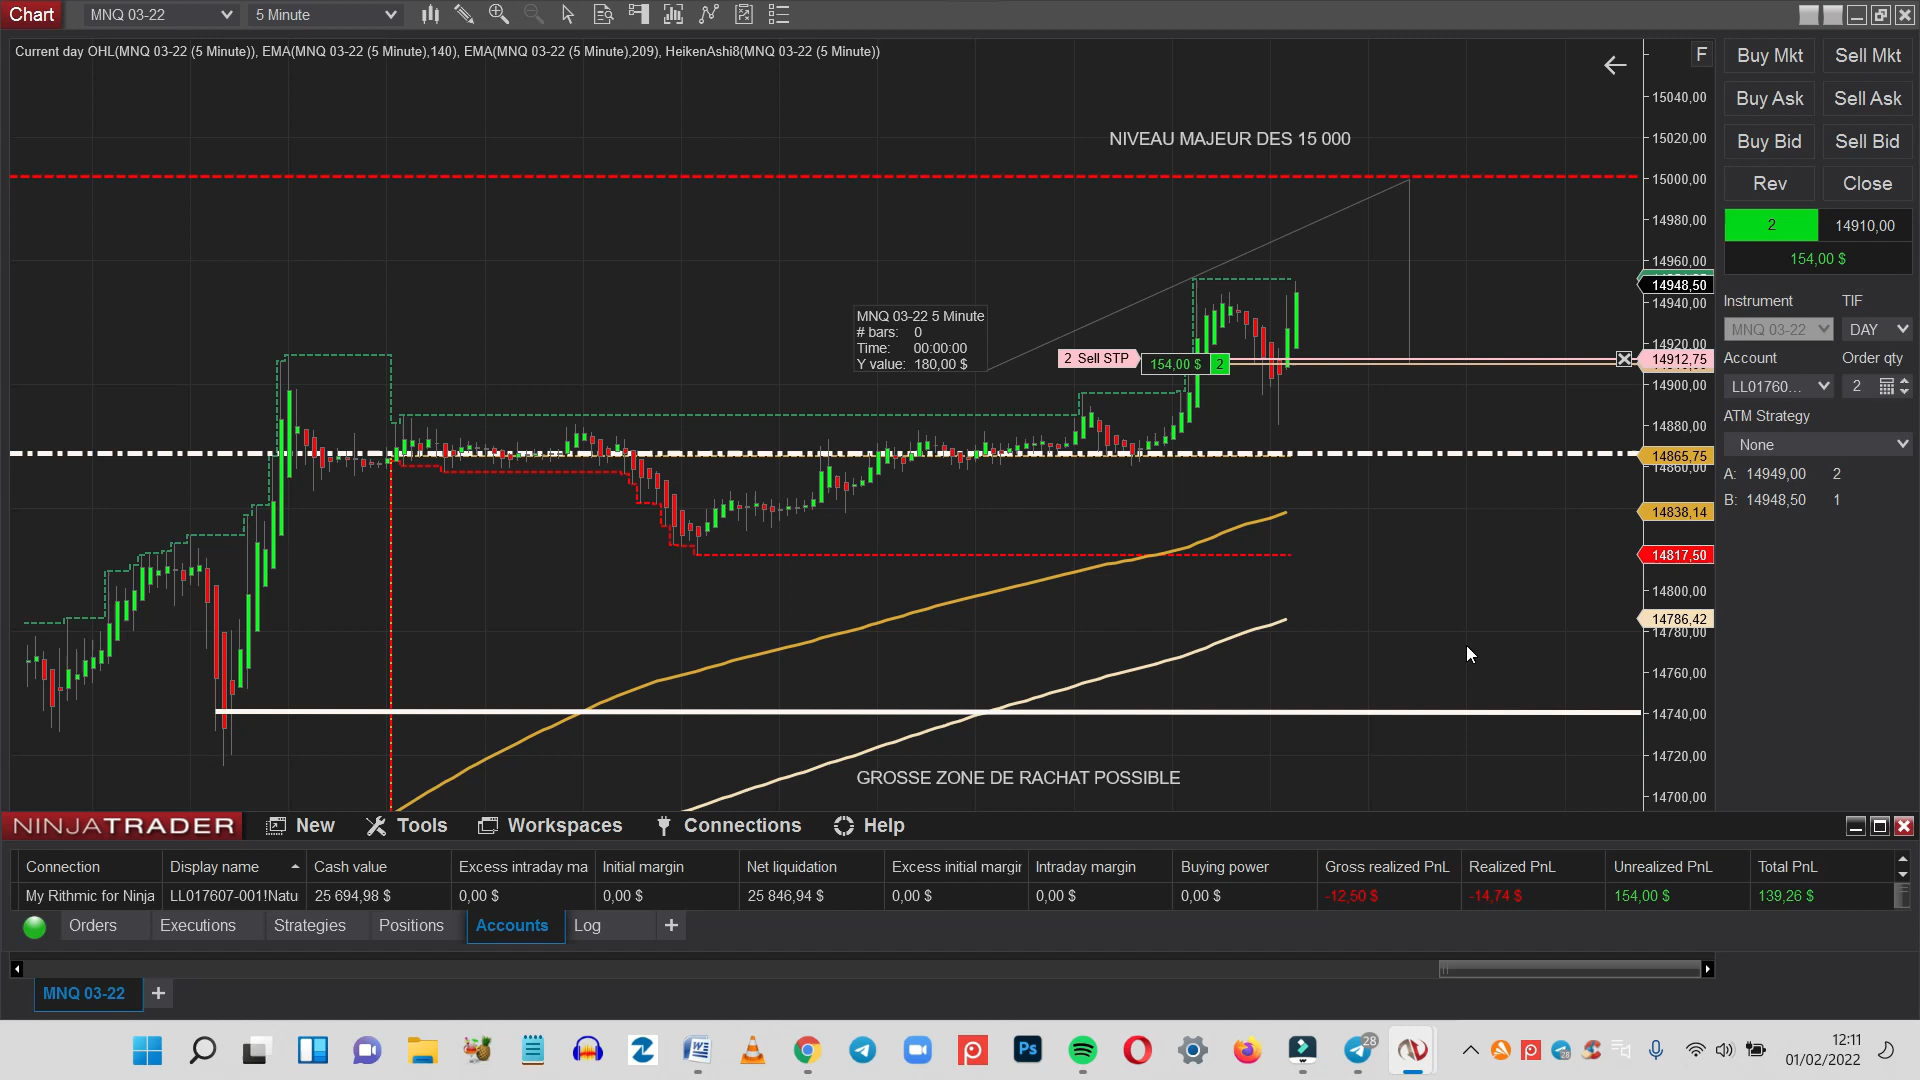 Chart
MNQ 03-22
5 Minute
Current day OHL(MNQ 03-22 (5 Minute)), EMA(MNQ 03-22 (5 Minute),140), EMA(MNQ 03-22 (5 Minute),209), HeikenAshi8(MNQ 03-22 (5 Minute))
F
NIVEAU MAJEUR DES 15 000
MNQ 03-22 5 Minute
# bars: 0
Time: 00:00:00
Y value: 180,00 $
2 Sell STP
154,00 $ 2
GROSSE ZONE DE RACHAT POSSIBLE
15040,00
15020,00
15000,00
14980,00
14960,00
14948,50
14940,00
14920,00
14912,75
14900,00
14880,00
14865,75
14860,00
14838,14
14817,50
14800,00
14786,42
14780,00
14760,00
14740,00
14720,00
14700,00
Buy Mkt Sell Mkt
Buy Ask Sell Ask
Buy Bid Sell Bid
Rev Close
2 14910,00
154,00 $
Instrument TIF
MNQ 03-22 DAY
Account Order qty
LL01760... 2
ATM Strategy
None
A: 14949,00 2
B: 14948,50 1
NINJATRADER New Tools Workspaces Connections Help
Connection Display name Cash value Excess intraday ma Initial margin Net liquidation Excess initial margir Intraday margin Buying power Gross realized PnL Realized PnL Unrealized PnL Total PnL
My Rithmic for Ninja LL017607-001!Natu 25 694,98 $ 0,00 $ 0,00 $ 25 846,94 $ 0,00 $ 0,00 $ 0,00 $ -12,50 $ -14,74 $ 154,00 $ 139,26 $
Orders Executions Strategies Positions Accounts Log +
MNQ 03-22 +
Ps
28
12:11
01/02/2022